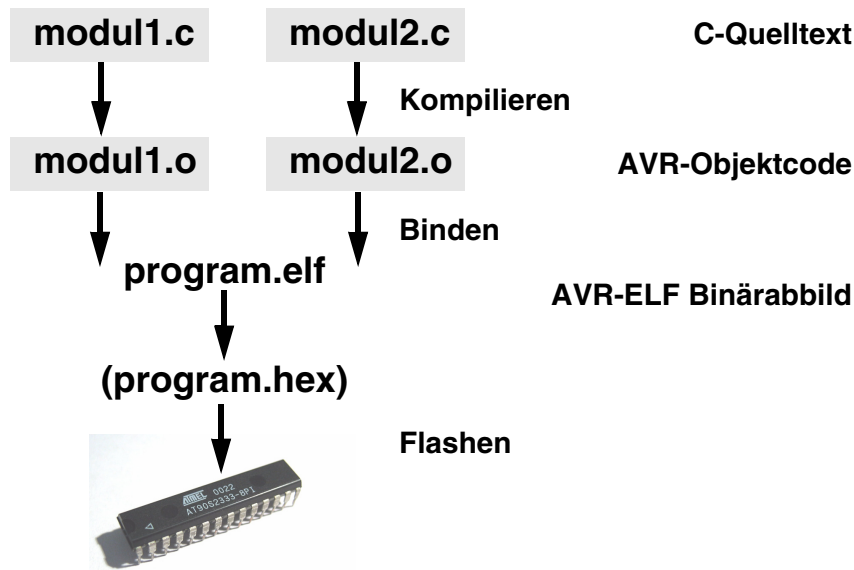 modul1.c modul2.c C-Quelltext
Kompilieren
modul1.o modul2.o AVR-Objektcode
Binden
program.elf
AVR-ELF Binärabbild
(program.hex)
Flashen
ATMEL 0022
AT90S2333-8PI